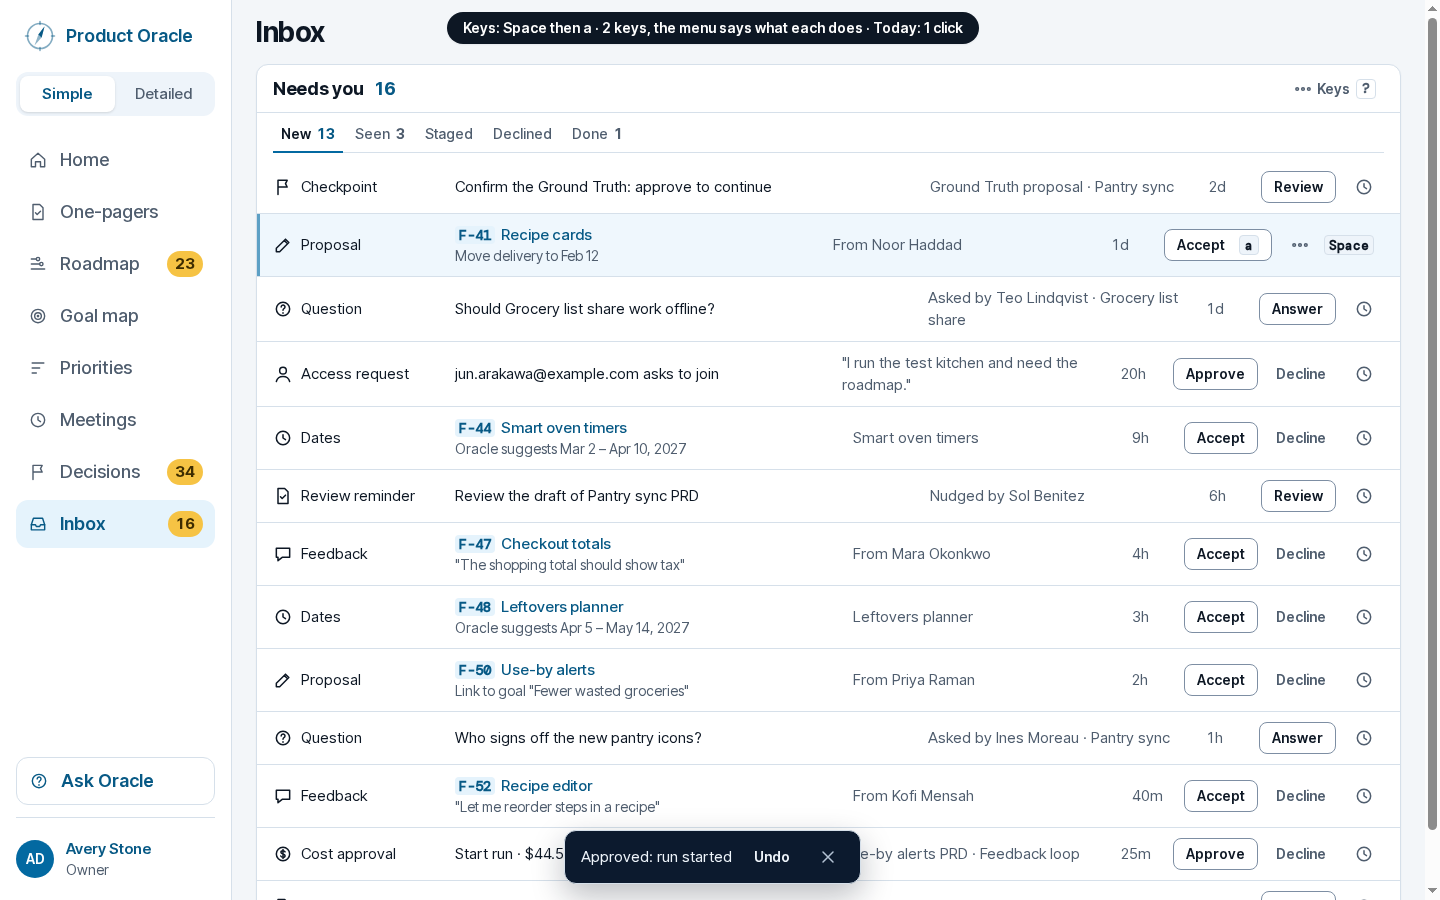 Product Oracle
Simple
Detailed
Home
One-pagers
Roadmap 23
Goal map
Priorities
Meetings
Decisions 34
Inbox 16
Ask Oracle
AD
Avery Stone
Owner
Inbox
Keys: Space then a · 2 keys, the menu says what each does · Today: 1 click
Needs you 16
Keys ?
New 13 Seen 3 Staged Declined Done 1
Checkpoint Confirm the Ground Truth: approve to continue Ground Truth proposal · Pantry sync 2d Review
Proposal F-41 Recipe cards From Noor Haddad 1d Accept a Space
Move delivery to Feb 12
Question Should Grocery list share work offline? Asked by Teo Lindqvist · Grocery list 1d Answer
share
Access request jun.arakawa@example.com asks to join "I run the test kitchen and need the 20h Approve Decline
roadmap."
Dates F-44 Smart oven timers Smart oven timers 9h Accept Decline
Oracle suggests Mar 2 – Apr 10, 2027
Review reminder Review the draft of Pantry sync PRD Nudged by Sol Benitez 6h Review
Feedback F-47 Checkout totals From Mara Okonkwo 4h Accept Decline
"The shopping total should show tax"
Dates F-48 Leftovers planner Leftovers planner 3h Accept Decline
Oracle suggests Apr 5 – May 14, 2027
Proposal F-50 Use-by alerts From Priya Raman 2h Accept Decline
Link to goal "Fewer wasted groceries"
Question Who signs off the new pantry icons? Asked by Ines Moreau · Pantry sync 1h Answer
Feedback F-52 Recipe editor From Kofi Mensah 40m Accept Decline
"Let me reorder steps in a recipe"
Cost approval Start run · $44.5 e-by alerts PRD · Feedback loop 25m Approve Decline
Approved: run started Undo